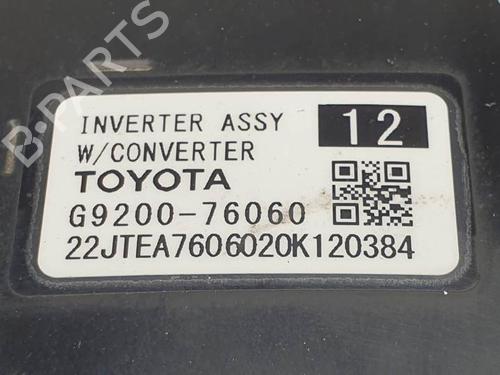 B-PARTS
INVERTER ASSY 12
W/CONVERTER
TOYOTA
G9200-76060
22JTEA7606020K120384